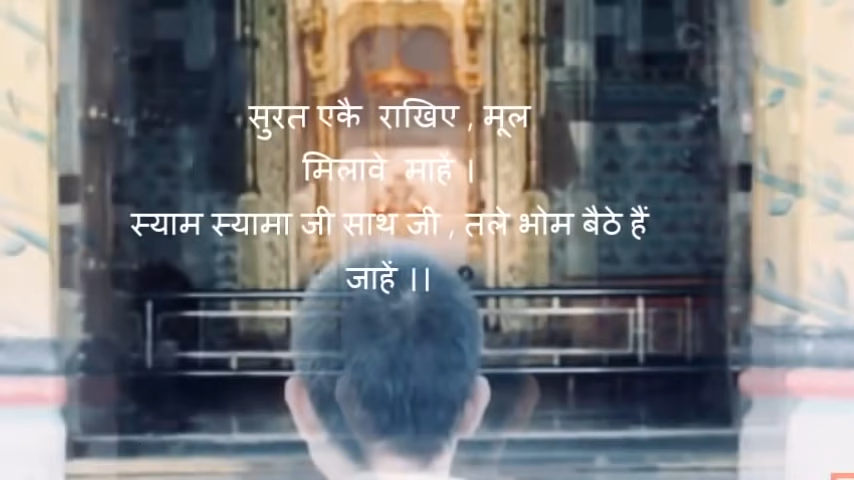 सुरत एकै राखिए , मूल
मिलावे माहें ।
स्याम स्यामा जी साथ जी , तले भोम बैठे हैं
जाहें ।।